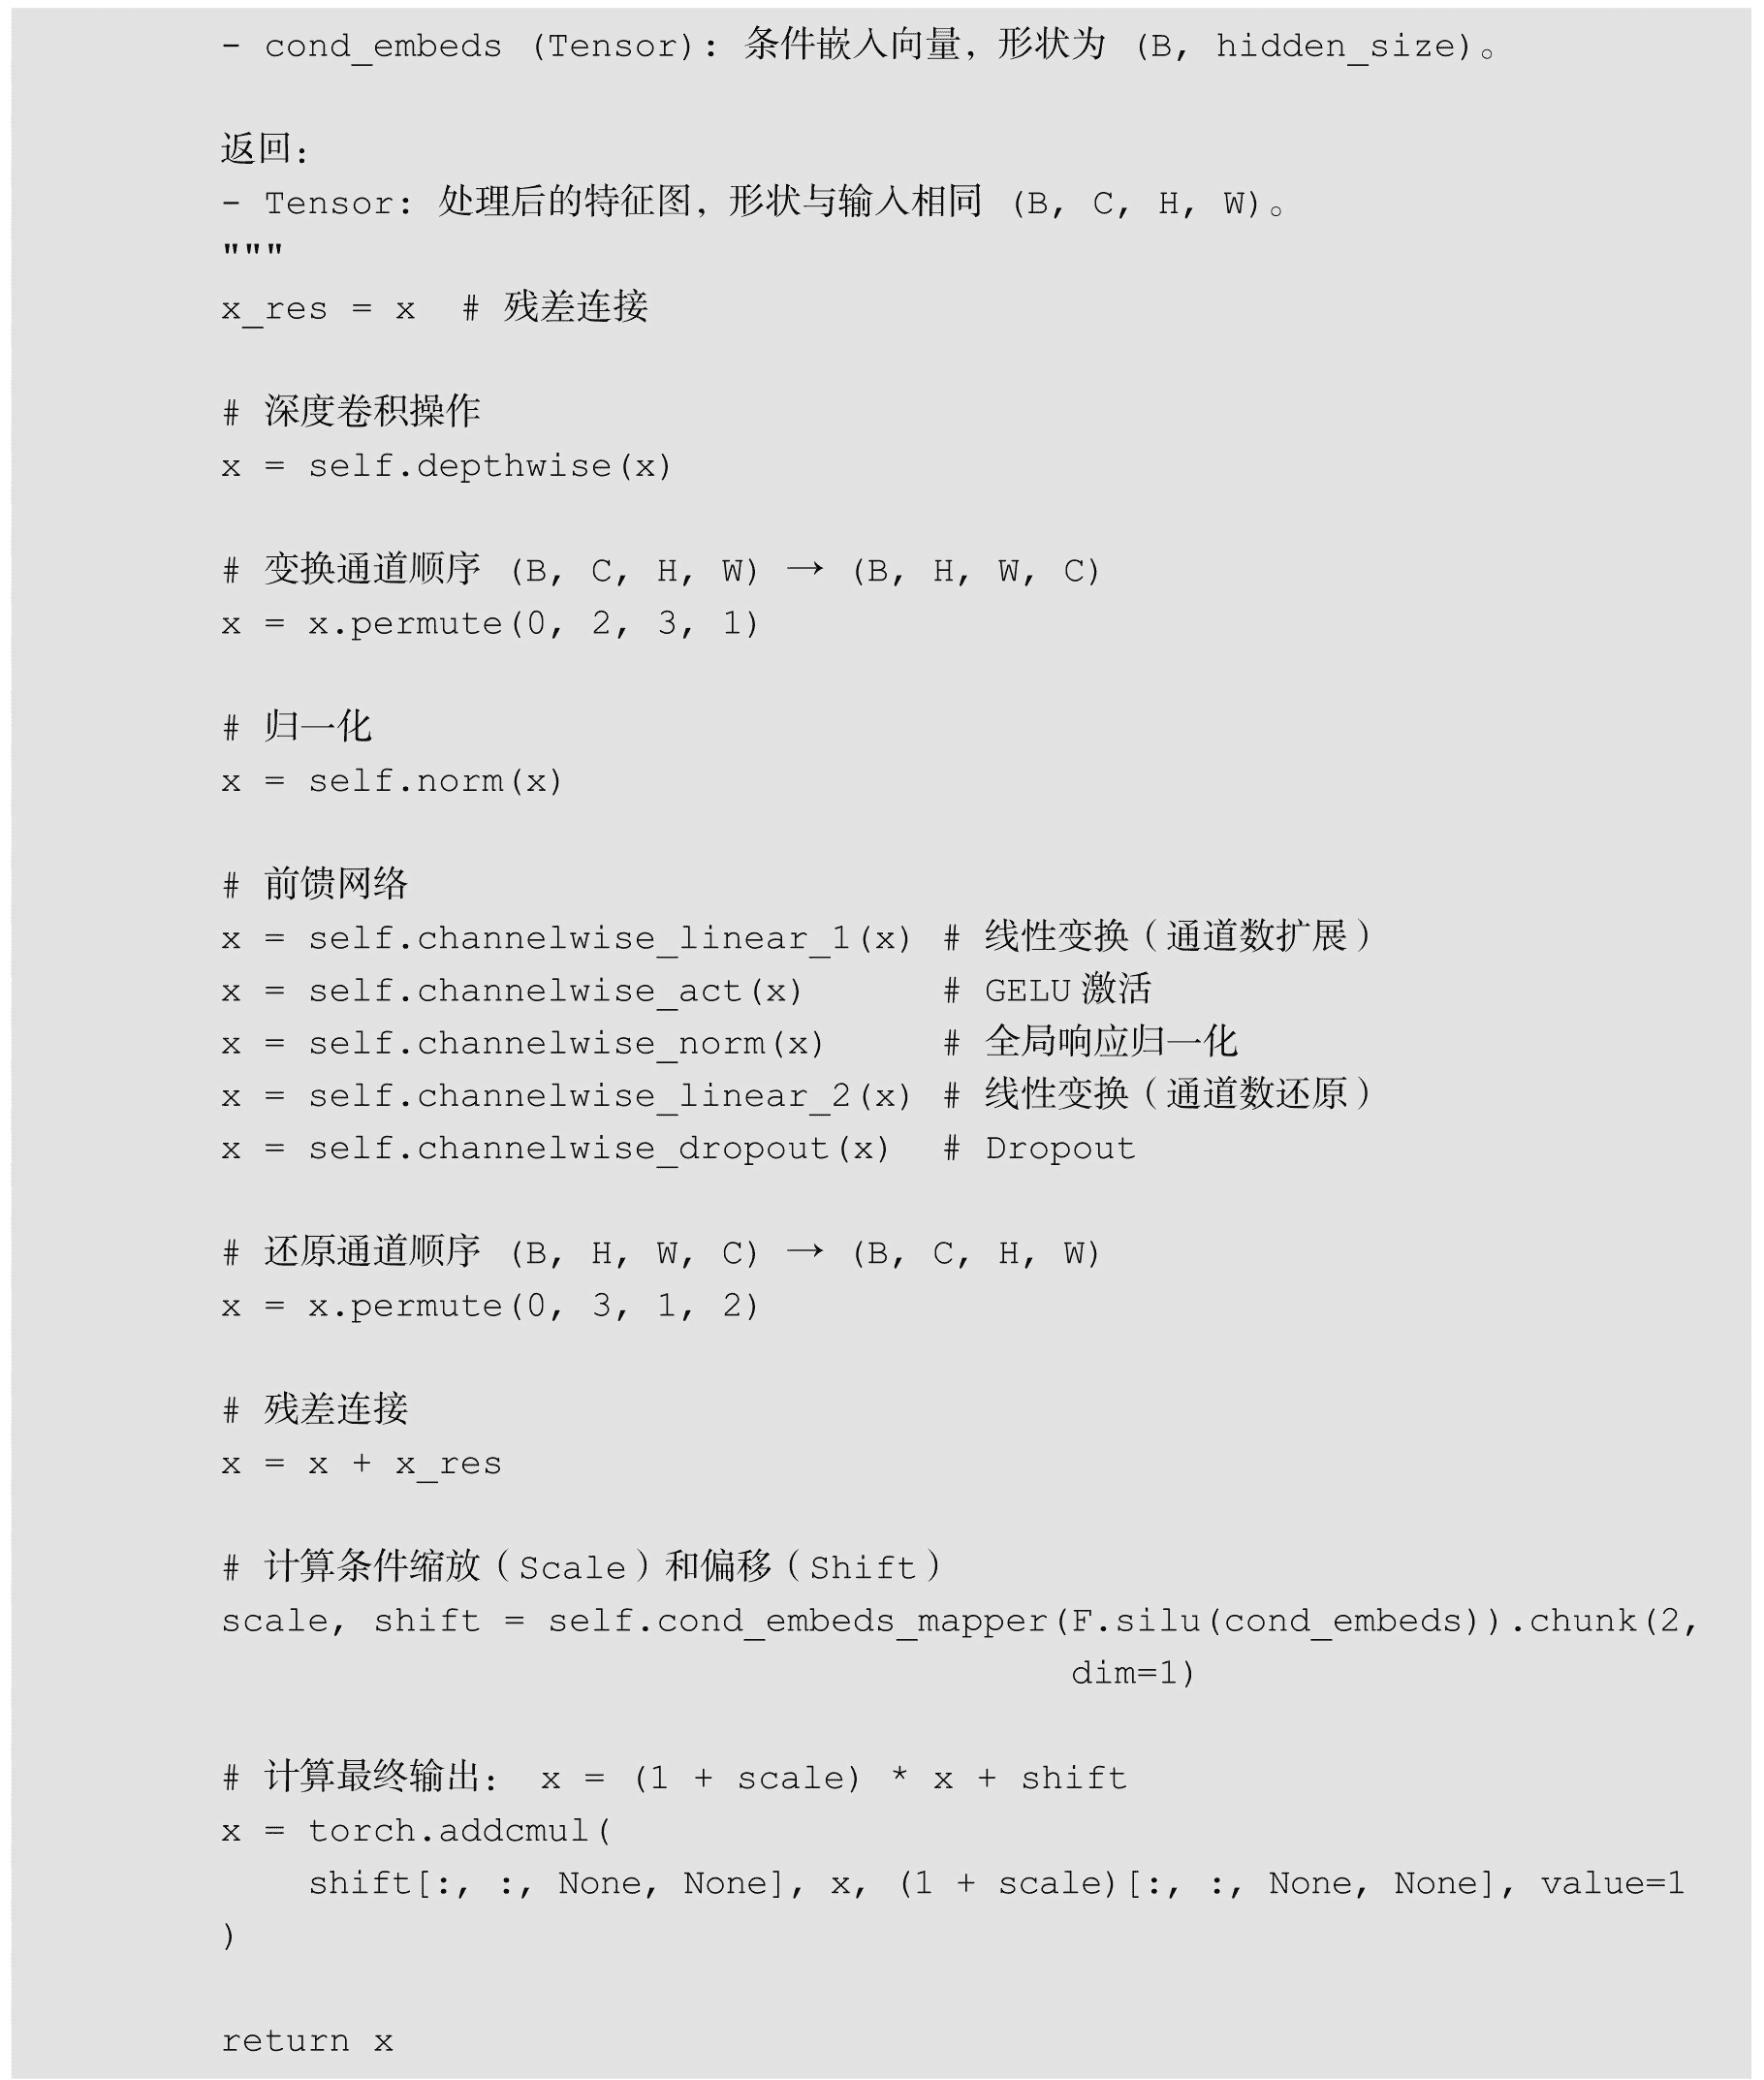 - cond_embeds (Tensor): 条件嵌入向量，形状为 (B, hidden_size)。
返回：
- Tensor: 处理后的特征图，形状与输入相同 (B, C, H, W)。
"""
x_res = x  # 残差连接
# 深度卷积操作
x = self.depthwise(x)
# 变换通道顺序 (B, C, H, W) → (B, H, W, C)
x = x.permute(0, 2, 3, 1)
# 归一化
x = self.norm(x)
# 前馈网络
x = self.channelwise_linear_1(x) # 线性变换（通道数扩展）
x = self.channelwise_act(x)      # GELU 激活
x = self.channelwise_norm(x)     # 全局响应归一化
x = self.channelwise_linear_2(x) # 线性变换（通道数还原）
x = self.channelwise_dropout(x)  # Dropout
# 还原通道顺序 (B, H, W, C) → (B, C, H, W)
x = x.permute(0, 3, 1, 2)
# 残差连接
x = x + x_res
# 计算条件缩放（Scale）和偏移（Shift）
scale, shift = self.cond_embeds_mapper(F.silu(cond_embeds)).chunk(2,
dim=1)
# 计算最终输出： x = (1 + scale) * x + shift
x = torch.addcmul(
shift[:, :, None, None], x, (1 + scale)[:, :, None, None], value=1
)
return x